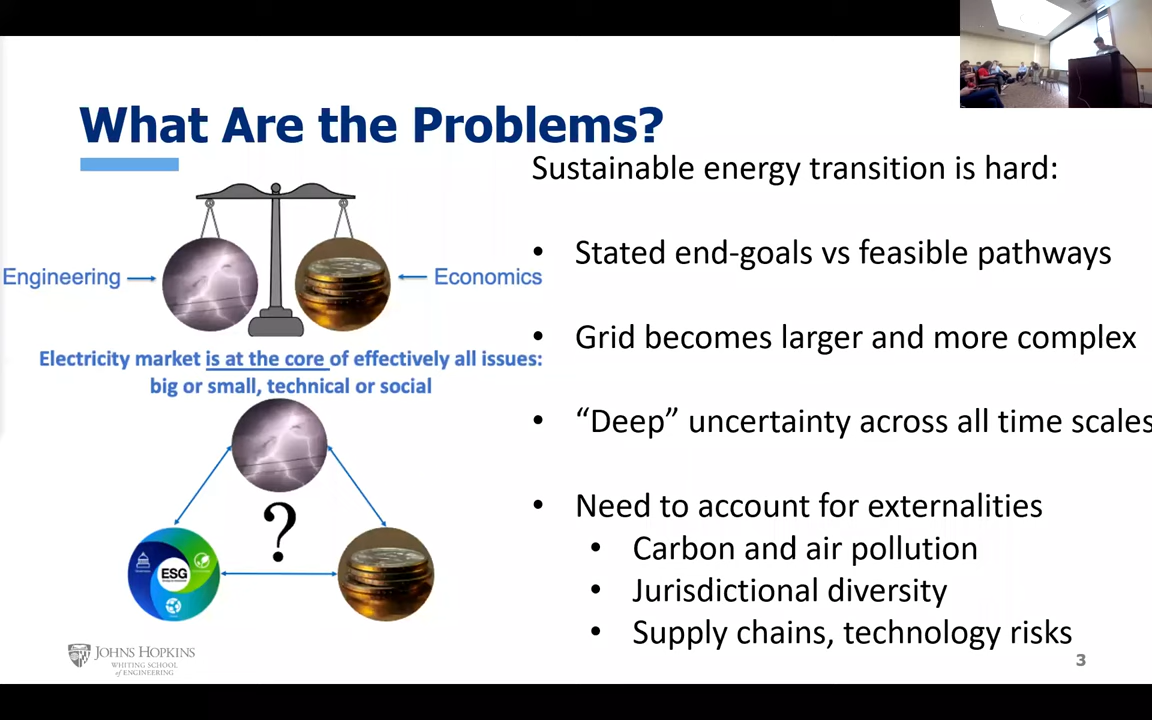 What Are the Problems?
Sustainable energy transition is hard:
• Stated end-goals vs feasible pathways
Engineering
Economics
• Grid becomes larger and more complex
Electricity market is at the core of effectively all issues:
big or small, technical or social
• “Deep” uncertainty across all time scales
• Need to account for externalities
• Carbon and air pollution
• Jurisdictional diversity
• Supply chains, technology risks
?
ESG
JOHNS HOPKINS
WHITING SCHOOL
of ENGINEERING
3